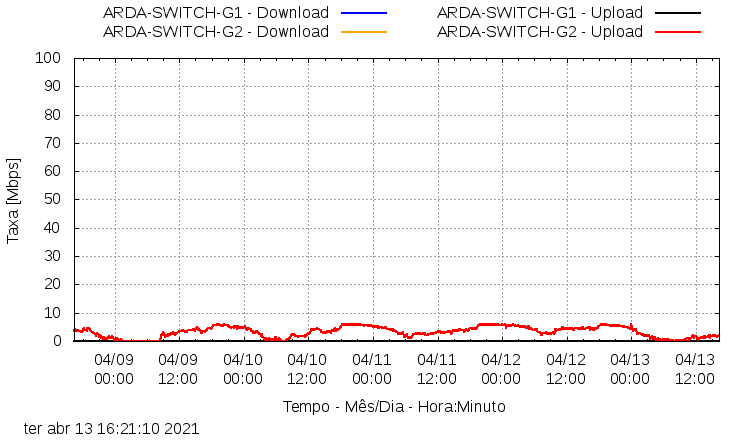 ARDA-SWITCH-G1 - Download
ARDA-SWITCH-G1 - Upload
ARDA-SWITCH-G2 - Download
ARDA-SWITCH-G2 - Upload
100
90
80
70
60
50
40
30
20
10
0
Taxa [Mbps]
04/09 04/09 04/10 04/10 04/11 04/11 04/12 04/12 04/13 04/13
00:00 12:00 00:00 12:00 00:00 12:00 00:00 12:00 00:00 12:00
Tempo - Mês/Dia - Hora:Minuto
ter abr 13 16:21:10 2021